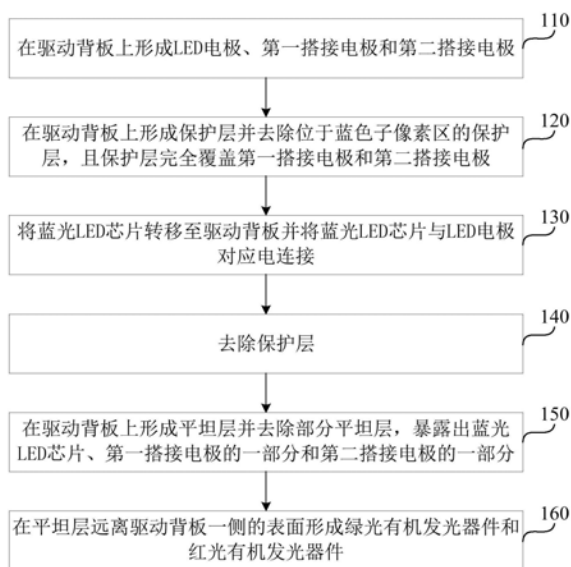 110
在驱动背板上形成LED电极、第一搭接电极和第二搭接电极
120
在驱动背板上形成保护层并去除位于蓝色子像素区的保护
层，且保护层完全覆盖第一搭接电极和第二搭接电极
130
将蓝光LED芯片转移至驱动背板并将蓝光LED芯片与LED电极
对应电连接
140
去除保护层
150
在驱动背板上形成平坦层并去除部分平坦层，暴露出蓝光
LED芯片、第一搭接电极的一部分和第二搭接电极的一部分
160
在平坦层远离驱动背板一侧的表面形成绿光有机发光器件和
红光有机发光器件